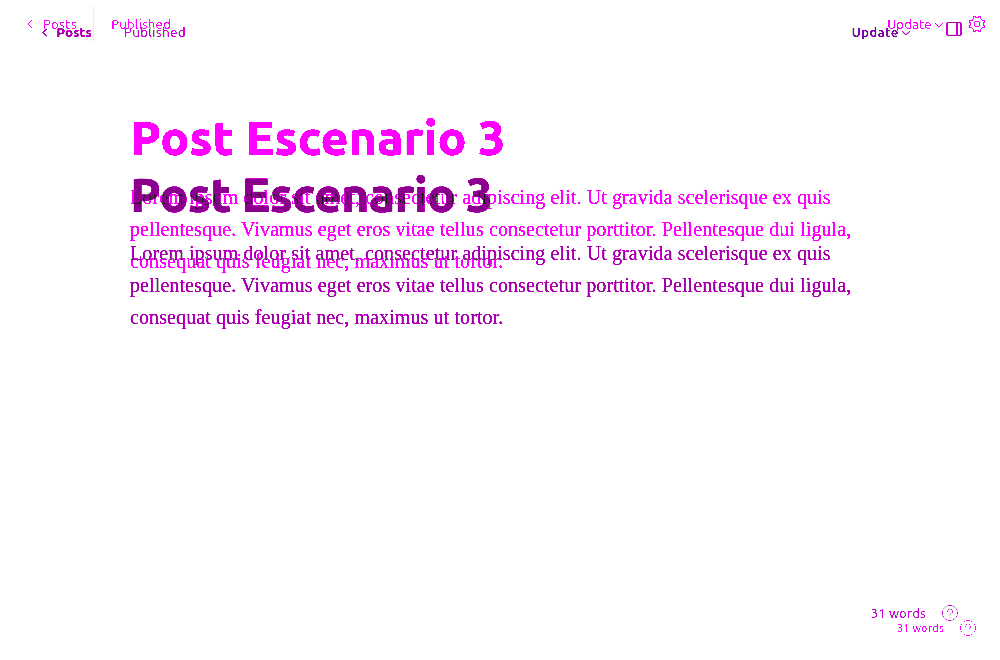 Posts Published Update
Posts Published Update
Post Escenario 3
Post Escenario 3
Lorem ipsum dolor sit amet, consectetur adipiscing elit. Ut gravida scelerisque ex quis
pellentesque. Vivamus eget eros vitae tellus consectetur porttitor. Pellentesque dui ligula,
consequat quis feugiat nec, maximus ut tortor.
Lorem ipsum dolor sit amet, consectetur adipiscing elit. Ut gravida scelerisque ex quis
pellentesque. Vivamus eget eros vitae tellus consectetur porttitor. Pellentesque dui ligula,
consequat quis feugiat nec, maximus ut tortor.
31 words ?
31 words ?